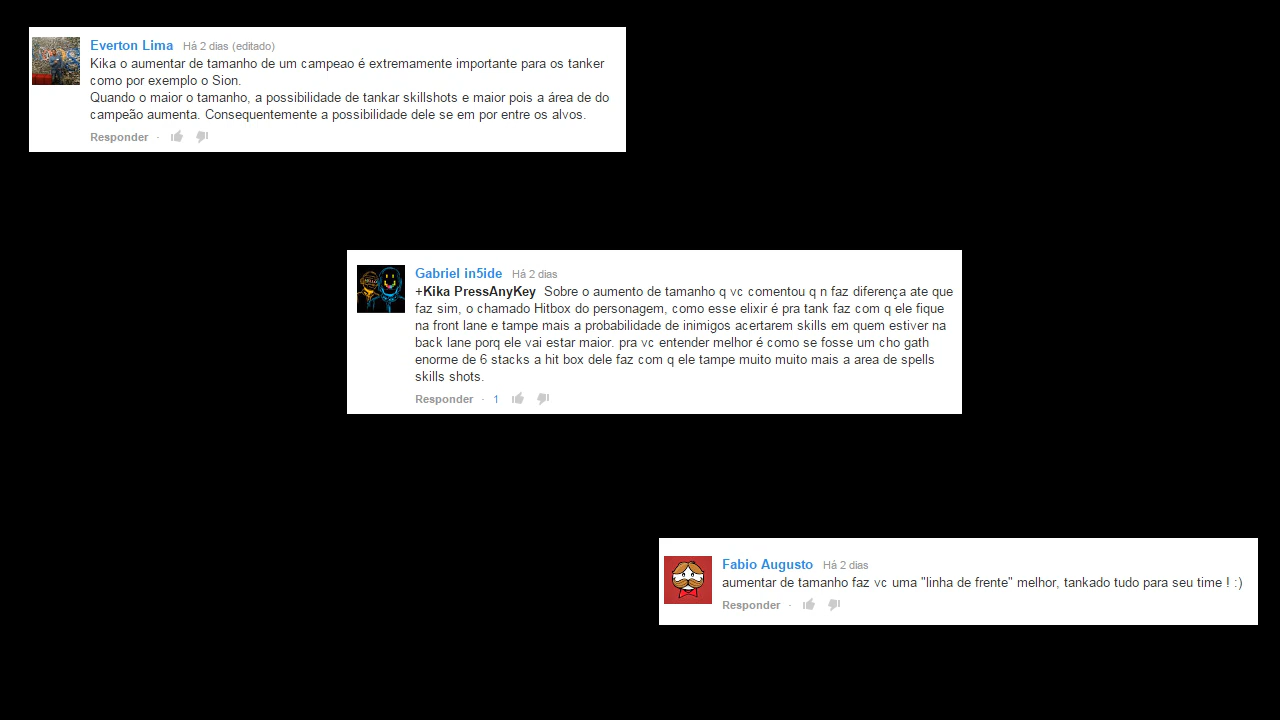 Everton Lima Há 2 dias (editado)
Kika o aumentar de tamanho de um campeao é extremamente importante para os tanker
como por exemplo o Sion.
Quando o maior o tamanho, a possibilidade de tankar skillshots e maior pois a área de do
campeão aumenta. Consequentemente a possibilidade dele se em por entre os alvos.
Responder ·
Gabriel in5ide Há 2 dias
+Kika PressAnyKey Sobre o aumento de tamanho q vc comentou q n faz diferença ate que
faz sim, o chamado Hitbox do personagem, como esse elixir é pra tank faz com q ele fique
na front lane e tampe mais a probabilidade de inimigos acertarem skills em quem estiver na
back lane porq ele vai estar maior. pra vc entender melhor é como se fosse um cho gath
enorme de 6 stacks a hit box dele faz com q ele tampe muito muito mais a area de spells
skills shots.
Responder · 1
Fabio Augusto Há 2 dias
aumentar de tamanho faz vc uma "linha de frente" melhor, tankado tudo para seu time ! :)
Responder ·